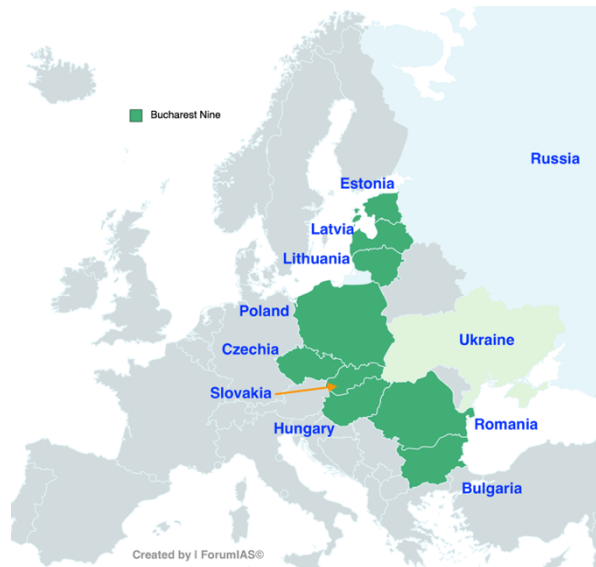 Bucharest Nine
Russia
Estonia
Latvia
Lithuania
Poland
Ukraine
Czechia
Slovakia
Romania
Hungary
Bulgaria
Created by | ForumIAS©